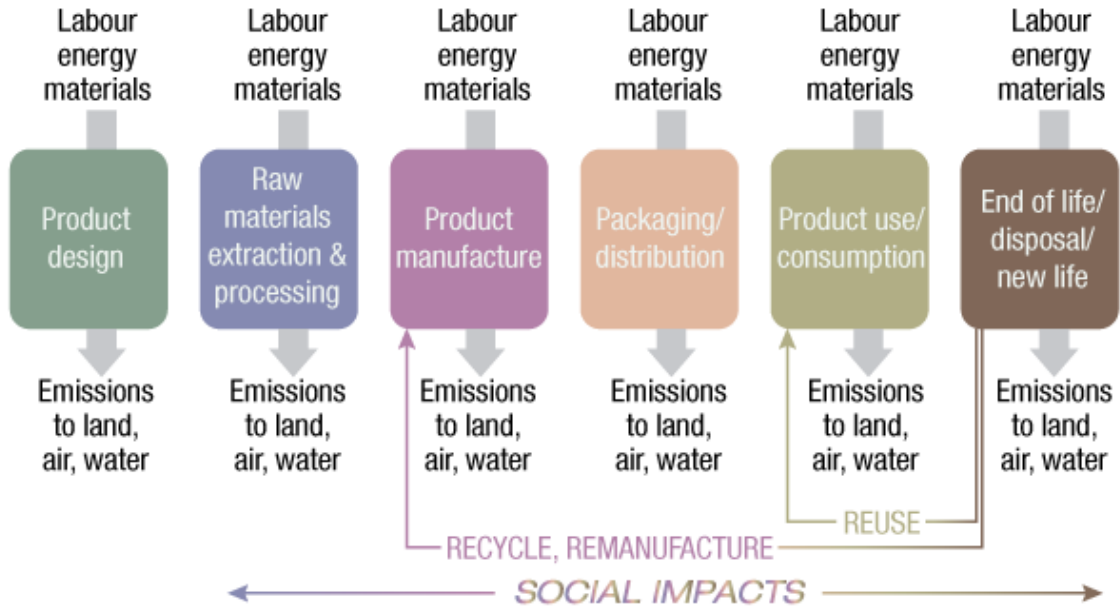 Labour
energy
materials
Labour
energy
materials
Labour
energy
materials
Labour
energy
materials
Labour
energy
materials
Labour
energy
materials
Product
design
Raw
materials
extraction &
processing
Product
manufacture
Packaging/
distribution
Product use/
consumption
End of life/
disposal/
new life
Emissions
to land,
air, water
Emissions
to land,
air, water
Emissions
to land,
air, water
Emissions
to land,
air, water
Emissions
to land,
air, water
Emissions
to land,
air, water
REUSE
RECYCLE, REMANUFACTURE
SOCIAL IMPACTS